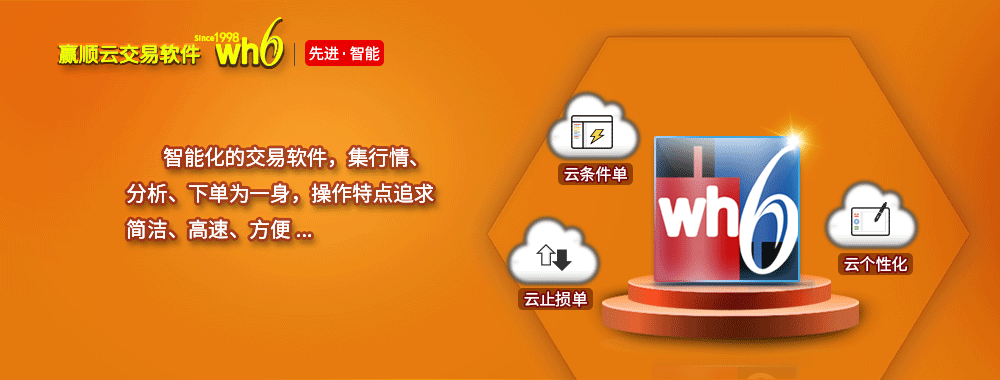 赢顺云交易软件
Since1998
wh6
先进·智能
智能化的交易软件，集行情、
分析、下单为一身，操作特点追求
简洁、高速、方便 ...
云条件单
云止损单
wh6
云个性化